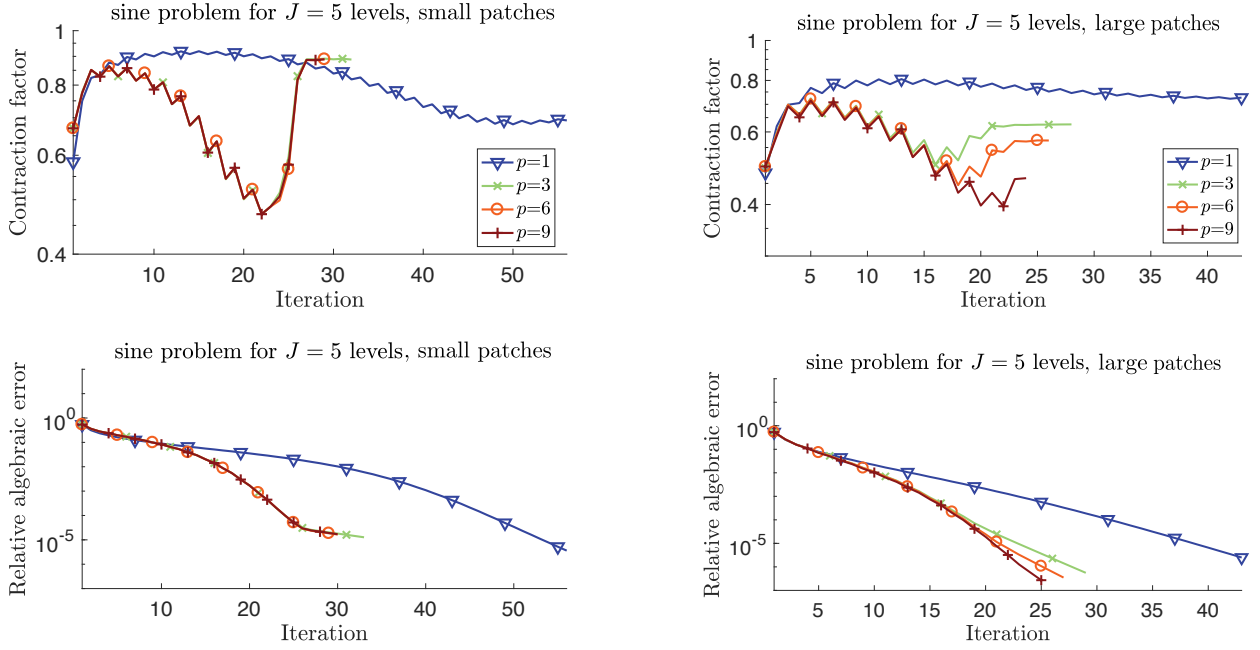 sine problem for J = 5 levels, small patches
Contraction factor
1
0.8
0.6
0.4
10 20 30 40 50
Iteration
p=1
p=3
p=6
p=9
sine problem for J = 5 levels, large patches
Contraction factor
1
0.8
0.6
0.4
5 10 15 20 25 30 35 40
Iteration
p=1
p=3
p=6
p=9
sine problem for J = 5 levels, small patches
Relative algebraic error
10^0
10^-5
10 20 30 40 50
Iteration
sine problem for J = 5 levels, large patches
Relative algebraic error
10^0
10^-5
5 10 15 20 25 30 35 40
Iteration